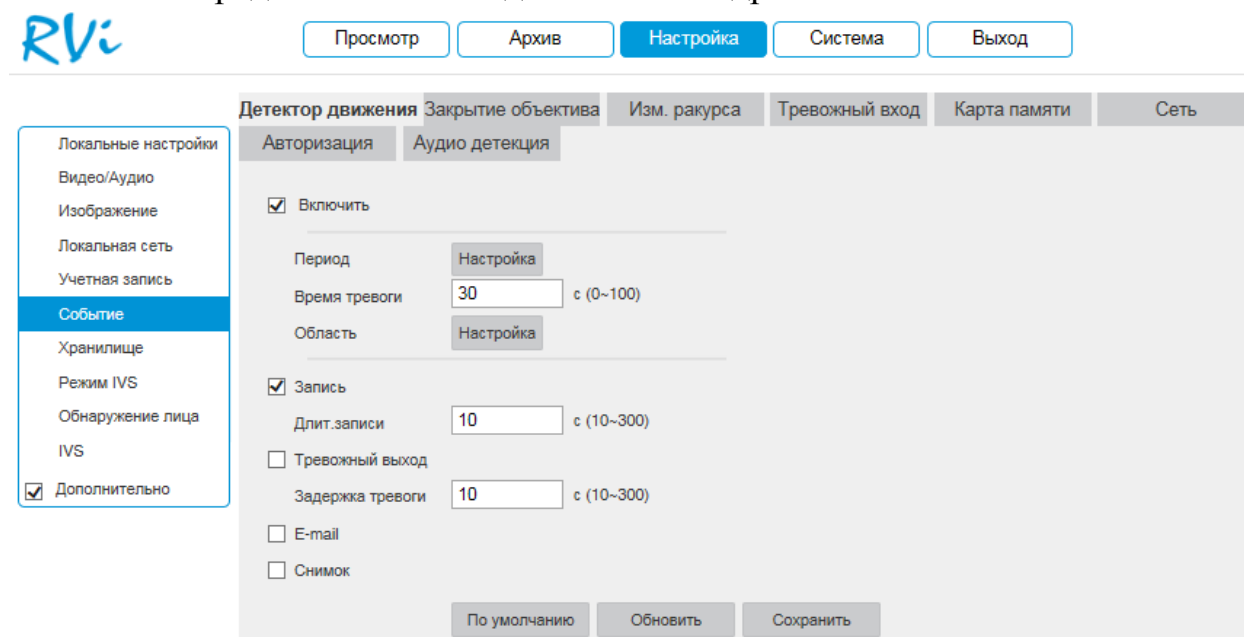 RVi
Просмотр Архив Настройка Система Выход
Детектор движения Закрытие объектива Изм. ракурса Тревожный вход Карта памяти Сеть
Авторизация Аудио детекция
Локальные настройки
Видео/Аудио
Изображение
Локальная сеть
Учетная запись
Событие
Хранилище
Режим IVS
Обнаружение лица
IVS
Дополнительно
Включить
Период Настройка
Время тревоги 30 с (0~100)
Область Настройка
Запись
Длит.записи 10 с (10~300)
Тревожный выход
Задержка тревоги 10 с (10~300)
E-mail
Снимок
По умолчанию Обновить Сохранить